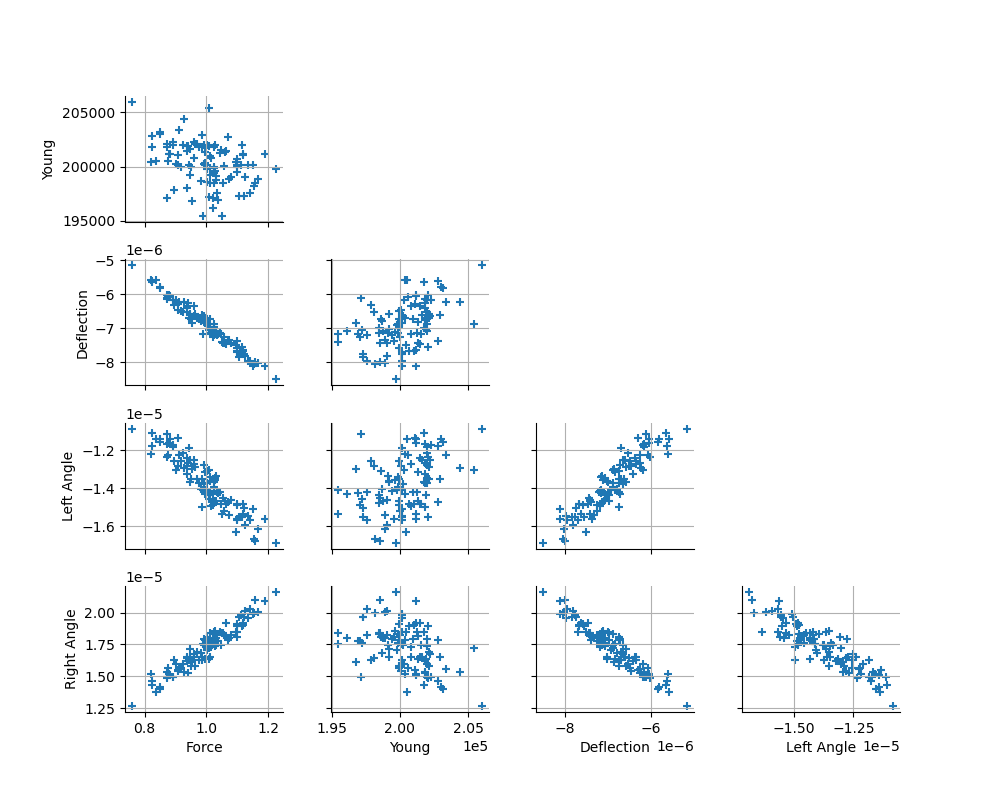 205000
200000
195000
Young
1e−6
−5
−6
−7
−8
Deflection
1e−5
−1.2
−1.4
−1.6
Left Angle
1e−5
2.00
1.75
1.50
1.25
Right Angle
0.8 1.0 1.2
Force
1.95 2.00 2.05
Young 1e5
−8 −6
Deflection 1e−6
−1.50 −1.25
Left Angle 1e−5